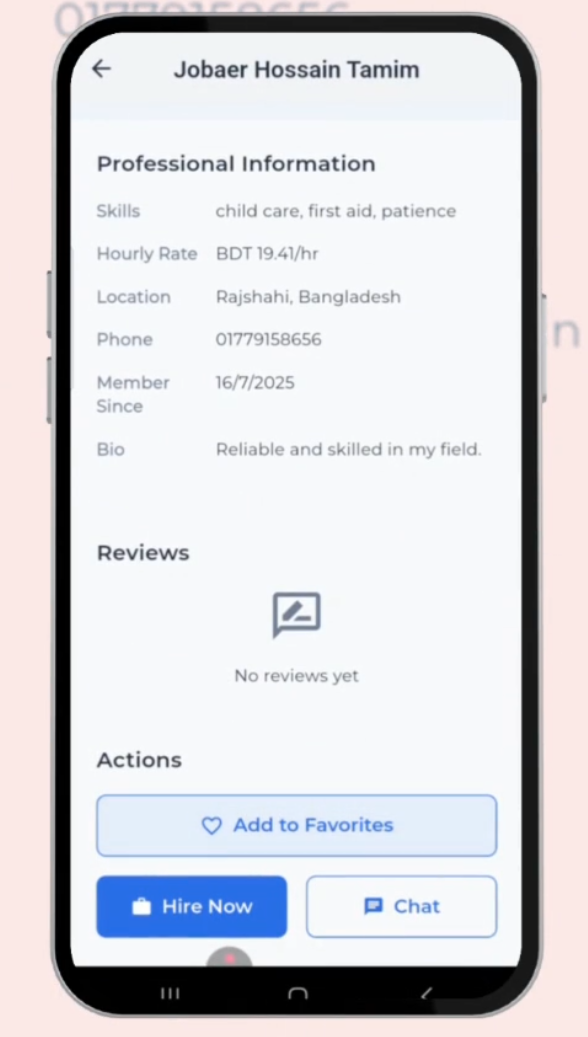 01779158656
Jobaer Hossain Tamim
Professional Information
Skills child care, first aid, patience
Hourly Rate BDT 19.41/hr
Location Rajshahi, Bangladesh
Phone 01779158656
Member Since 16/7/2025
Bio Reliable and skilled in my field.
Reviews
No reviews yet
Actions
Add to Favorites
Hire Now Chat